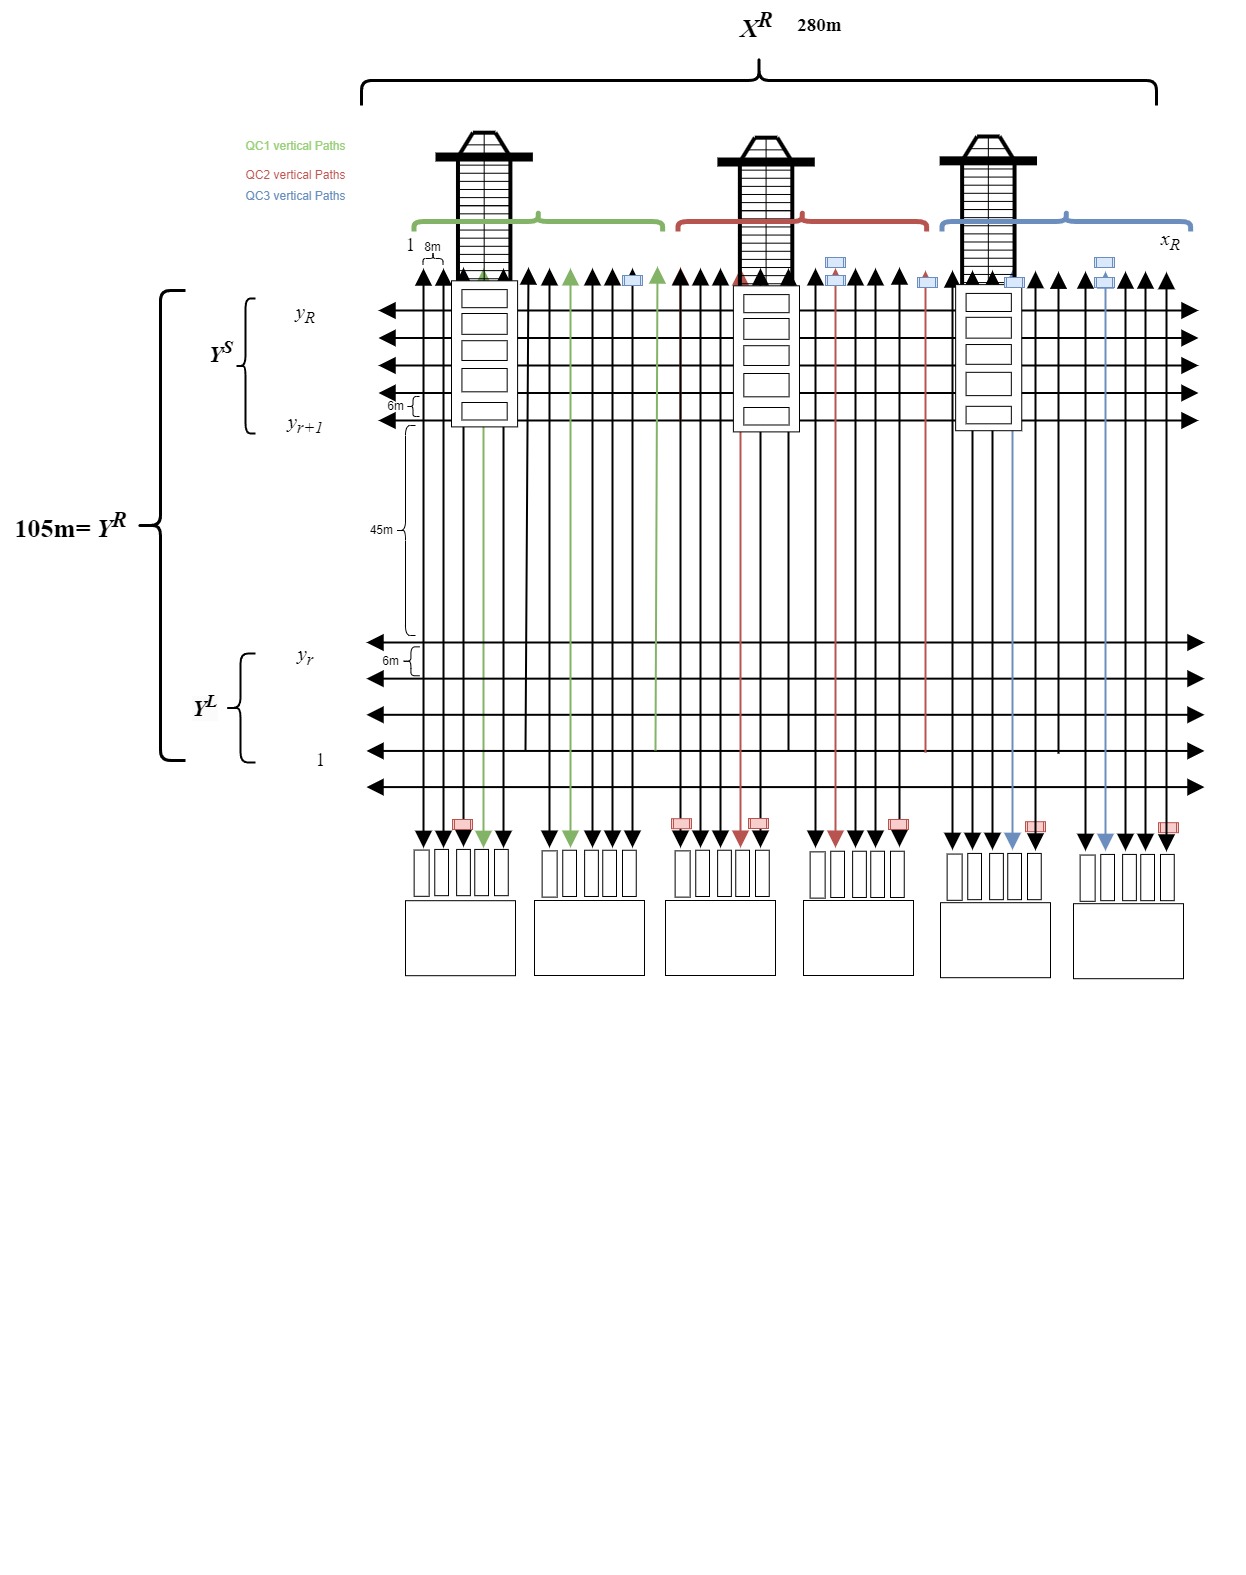 X^R 280m
QC1 vertical Paths
QC2 vertical Paths
QC3 vertical Paths
1 8m x_R
y_R
Y^S
6m
y_{r+1}
45m
105m= Y^R
y_r
6m
Y^L
1